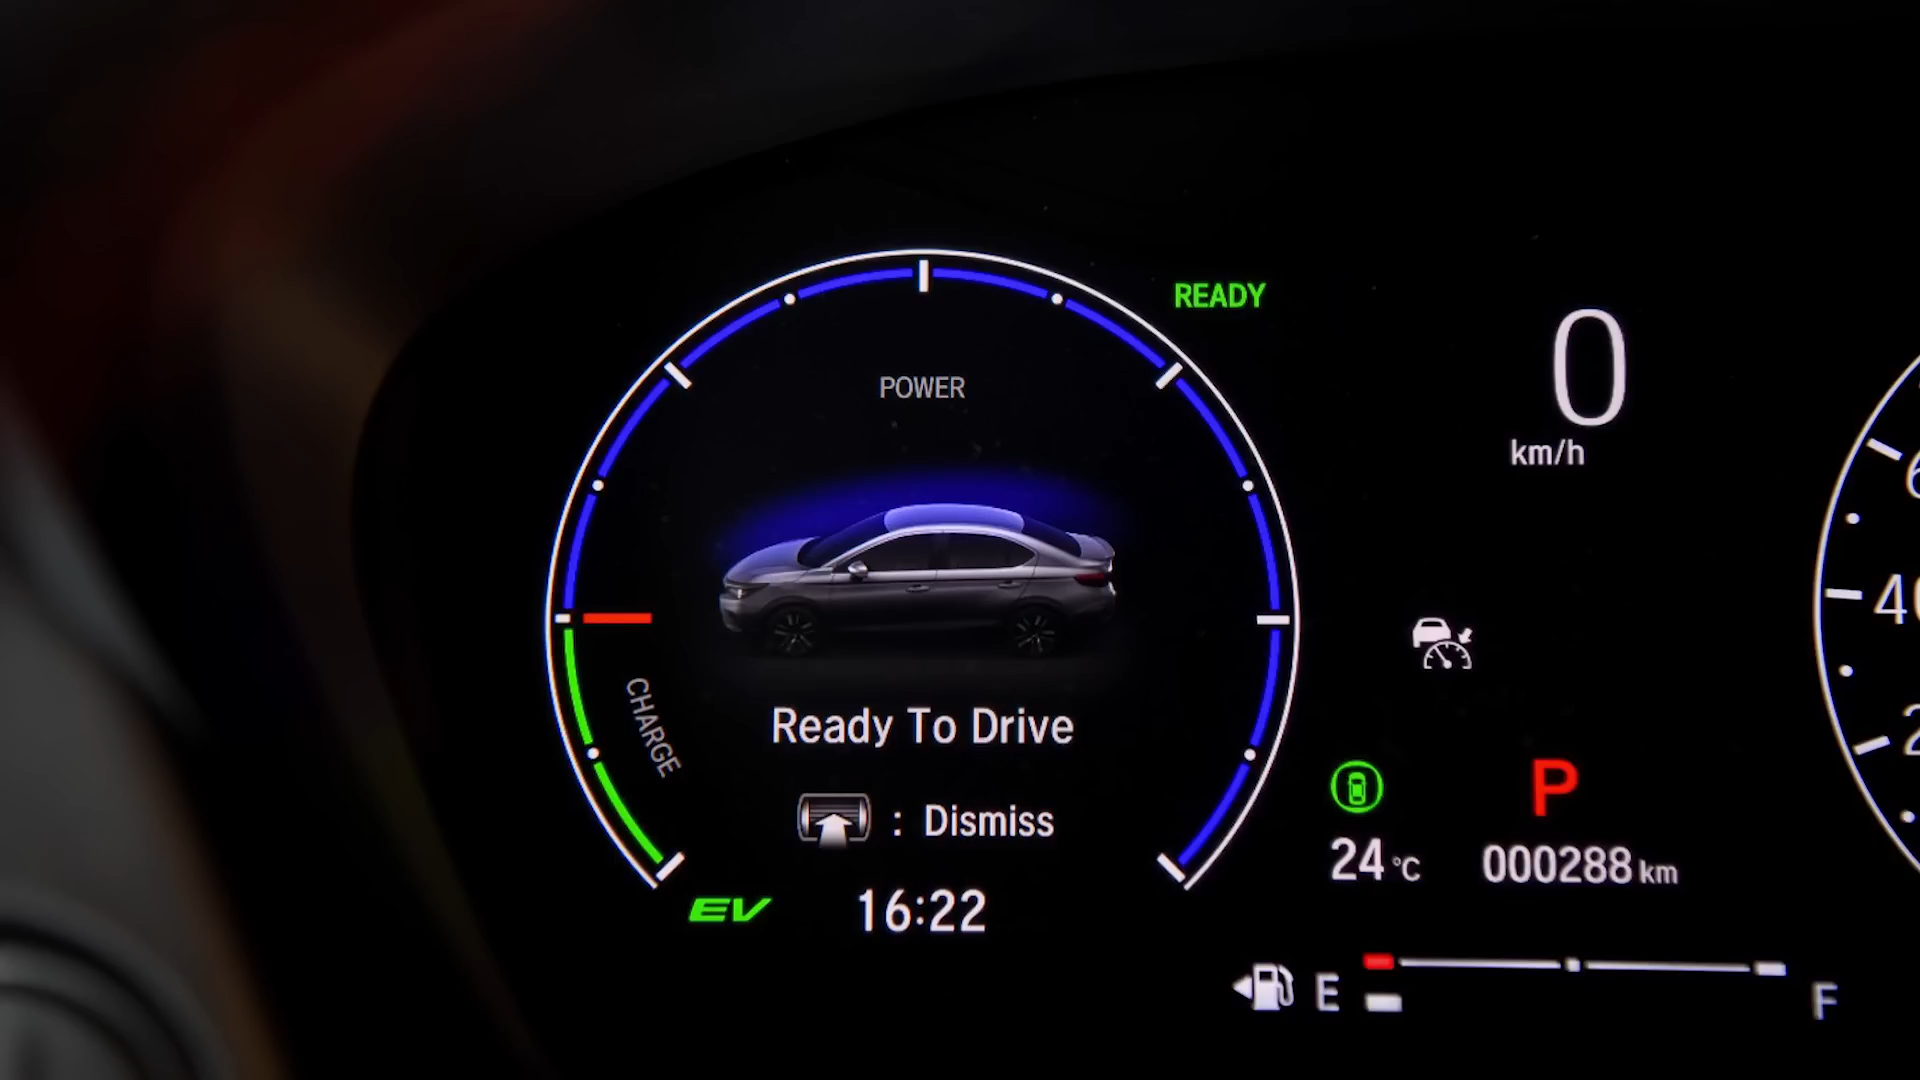 READY
POWER
0
km/h
CHARGE
Ready To Drive
: Dismiss
P
24 °C
000288 km
EV
16:22
E
F